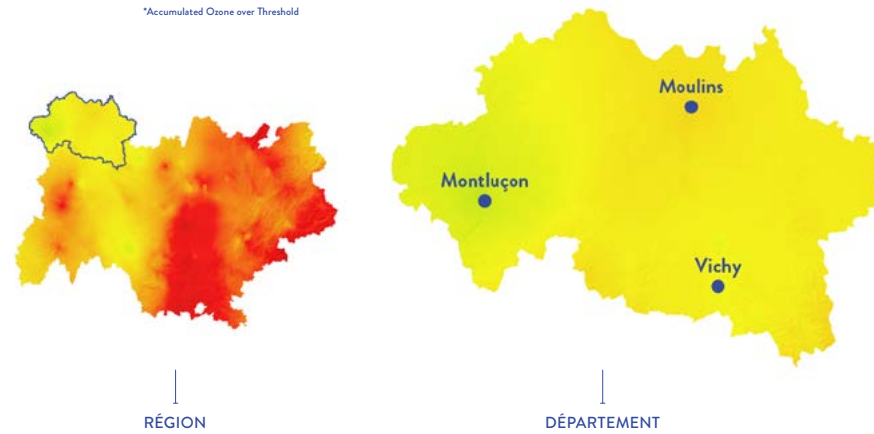 *Accumulated Ozone over Threshold
Moulins
Montluçon
Vichy
RÉGION
DÉPARTEMENT